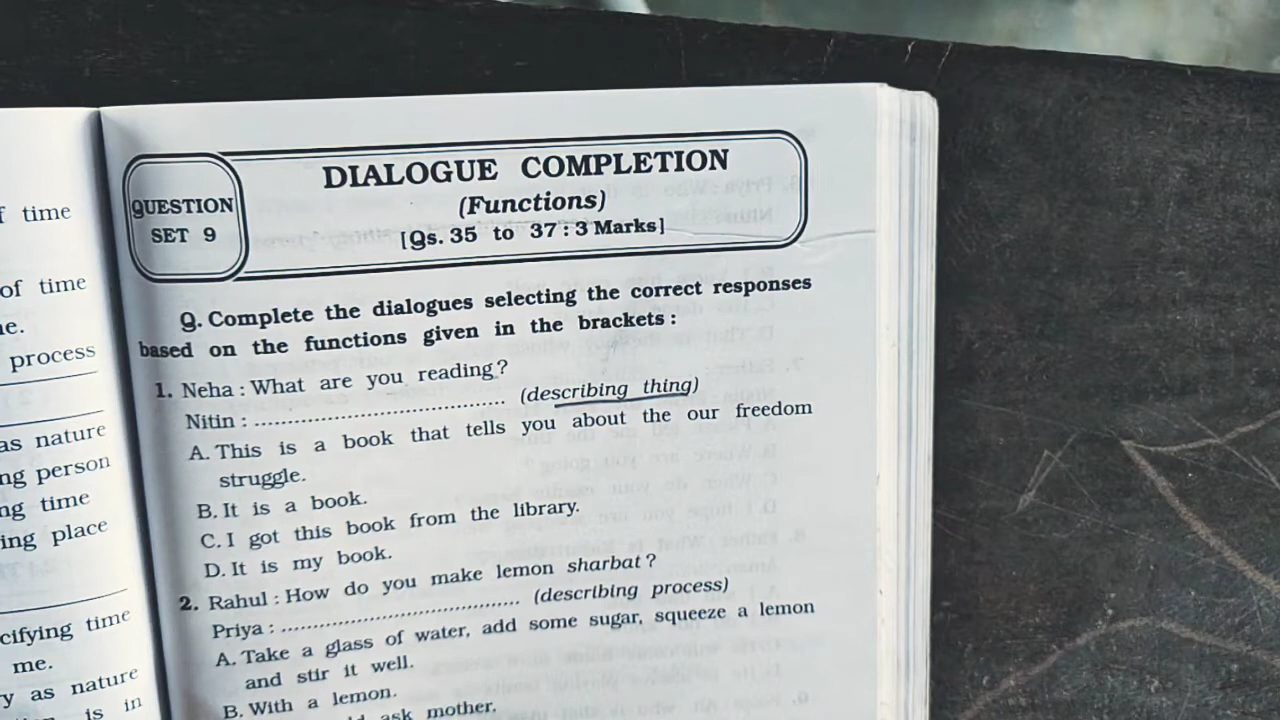 f time
of time
e.
process
as nature
ng person
ng time
ing place
cifying time
me.
y as nature
is in
QUESTION
SET 9
DIALOGUE COMPLETION
(Functions)
[Qs. 35 to 37 : 3 Marks]
Q. Complete the dialogues selecting the correct responses
based on the functions given in the brackets :
1. Neha : What are you reading?
Nitin : ........................................ (describing thing)
A. This is a book that tells you about the our freedom
struggle.
B. It is a book.
C. I got this book from the library.
D. It is my book.
2. Rahul : How do you make lemon sharbat?
Priya : ...................................... (describing process)
A. Take a glass of water, add some sugar, squeeze a lemon
and stir it well.
B. With a lemon.
ask mother.